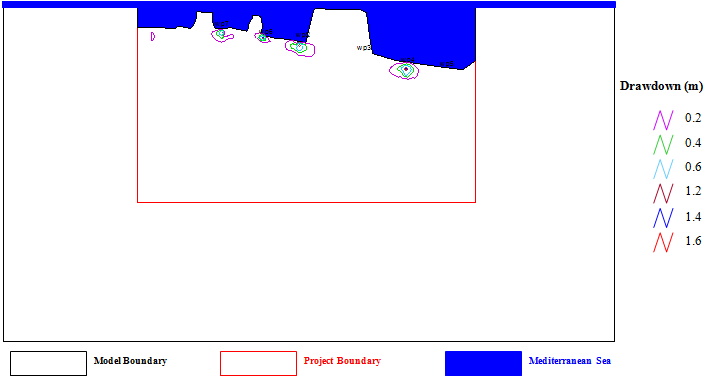 w.p3
Drawdown (m)
0.2
0.4
0.6
1.2
1.4
1.6
Model Boundary
Project Boundary
Mediterranean Sea